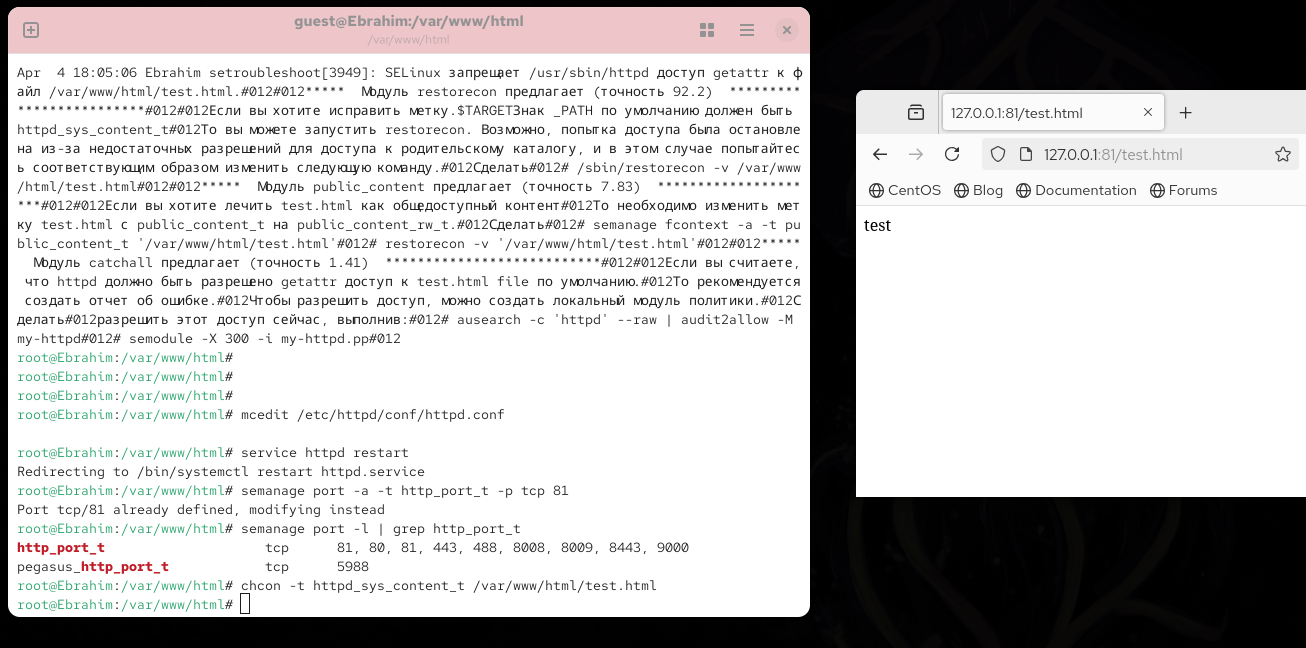 guest@Ebrahim:/var/www/html
/var/www/html
Apr  4 18:05:06 Ebrahim setroubleshoot[3949]: SELinux запрещает /usr/sbin/httpd доступ getattr к ф
айл /var/www/html/test.html.#012#012*****  Модуль restorecon предлагает (точность 92.2)  *********
****************#012#012Если вы хотите исправить метку.$TARGETЗнак _PATH по умолчанию должен быть
httpd_sys_content_t#012То вы можете запустить restorecon. Возможно, попытка доступа была остановле
на из-за недостаточных разрешений для доступа к родительскому каталогу, и в этом случае попытайтес
ь соответствующим образом изменить следующую команду.#012Сделать#012# /sbin/restorecon -v /var/www
/html/test.html#012#012*****  Модуль public_content предлагает (точность 7.83)  ******************
***#012#012Если вы хотите лечить test.html как общедоступный контент#012То необходимо изменить мет
ку test.html с public_content_t на public_content_rw_t.#012Сделать#012# semanage fcontext -a -t pu
blic_content_t '/var/www/html/test.html'#012# restorecon -v '/var/www/html/test.html'#012#012*****
  Модуль catchall предлагает (точность 1.41)  **************************#012#012Если вы считаете,
 что httpd должно быть разрешено getattr доступ к test.html file по умолчанию.#012То рекомендуется
 создать отчет об ошибке.#012Чтобы разрешить доступ, можно создать локальный модуль политики.#012С
делать#012разрешить этот доступ сейчас, выполнив:#012# ausearch -c 'httpd' --raw | audit2allow -M
my-httpd#012# semodule -X 300 -i my-httpd.pp#012
root@Ebrahim:/var/www/html#
root@Ebrahim:/var/www/html#
root@Ebrahim:/var/www/html#
root@Ebrahim:/var/www/html# mcedit /etc/httpd/conf/httpd.conf
root@Ebrahim:/var/www/html# service httpd restart
Redirecting to /bin/systemctl restart httpd.service
root@Ebrahim:/var/www/html# semanage port -a -t http_port_t -p tcp 81
Port tcp/81 already defined, modifying instead
root@Ebrahim:/var/www/html# semanage port -l | grep http_port_t
http_port_t                    tcp      81, 80, 81, 443, 488, 8008, 8009, 8443, 9000
pegasus_http_port_t            tcp      5988
root@Ebrahim:/var/www/html# chcon -t httpd_sys_content_t /var/www/html/test.html
root@Ebrahim:/var/www/html#
127.0.0.1:81/test.html
127.0.0.1:81/test.html
CentOS Blog Documentation Forums
test